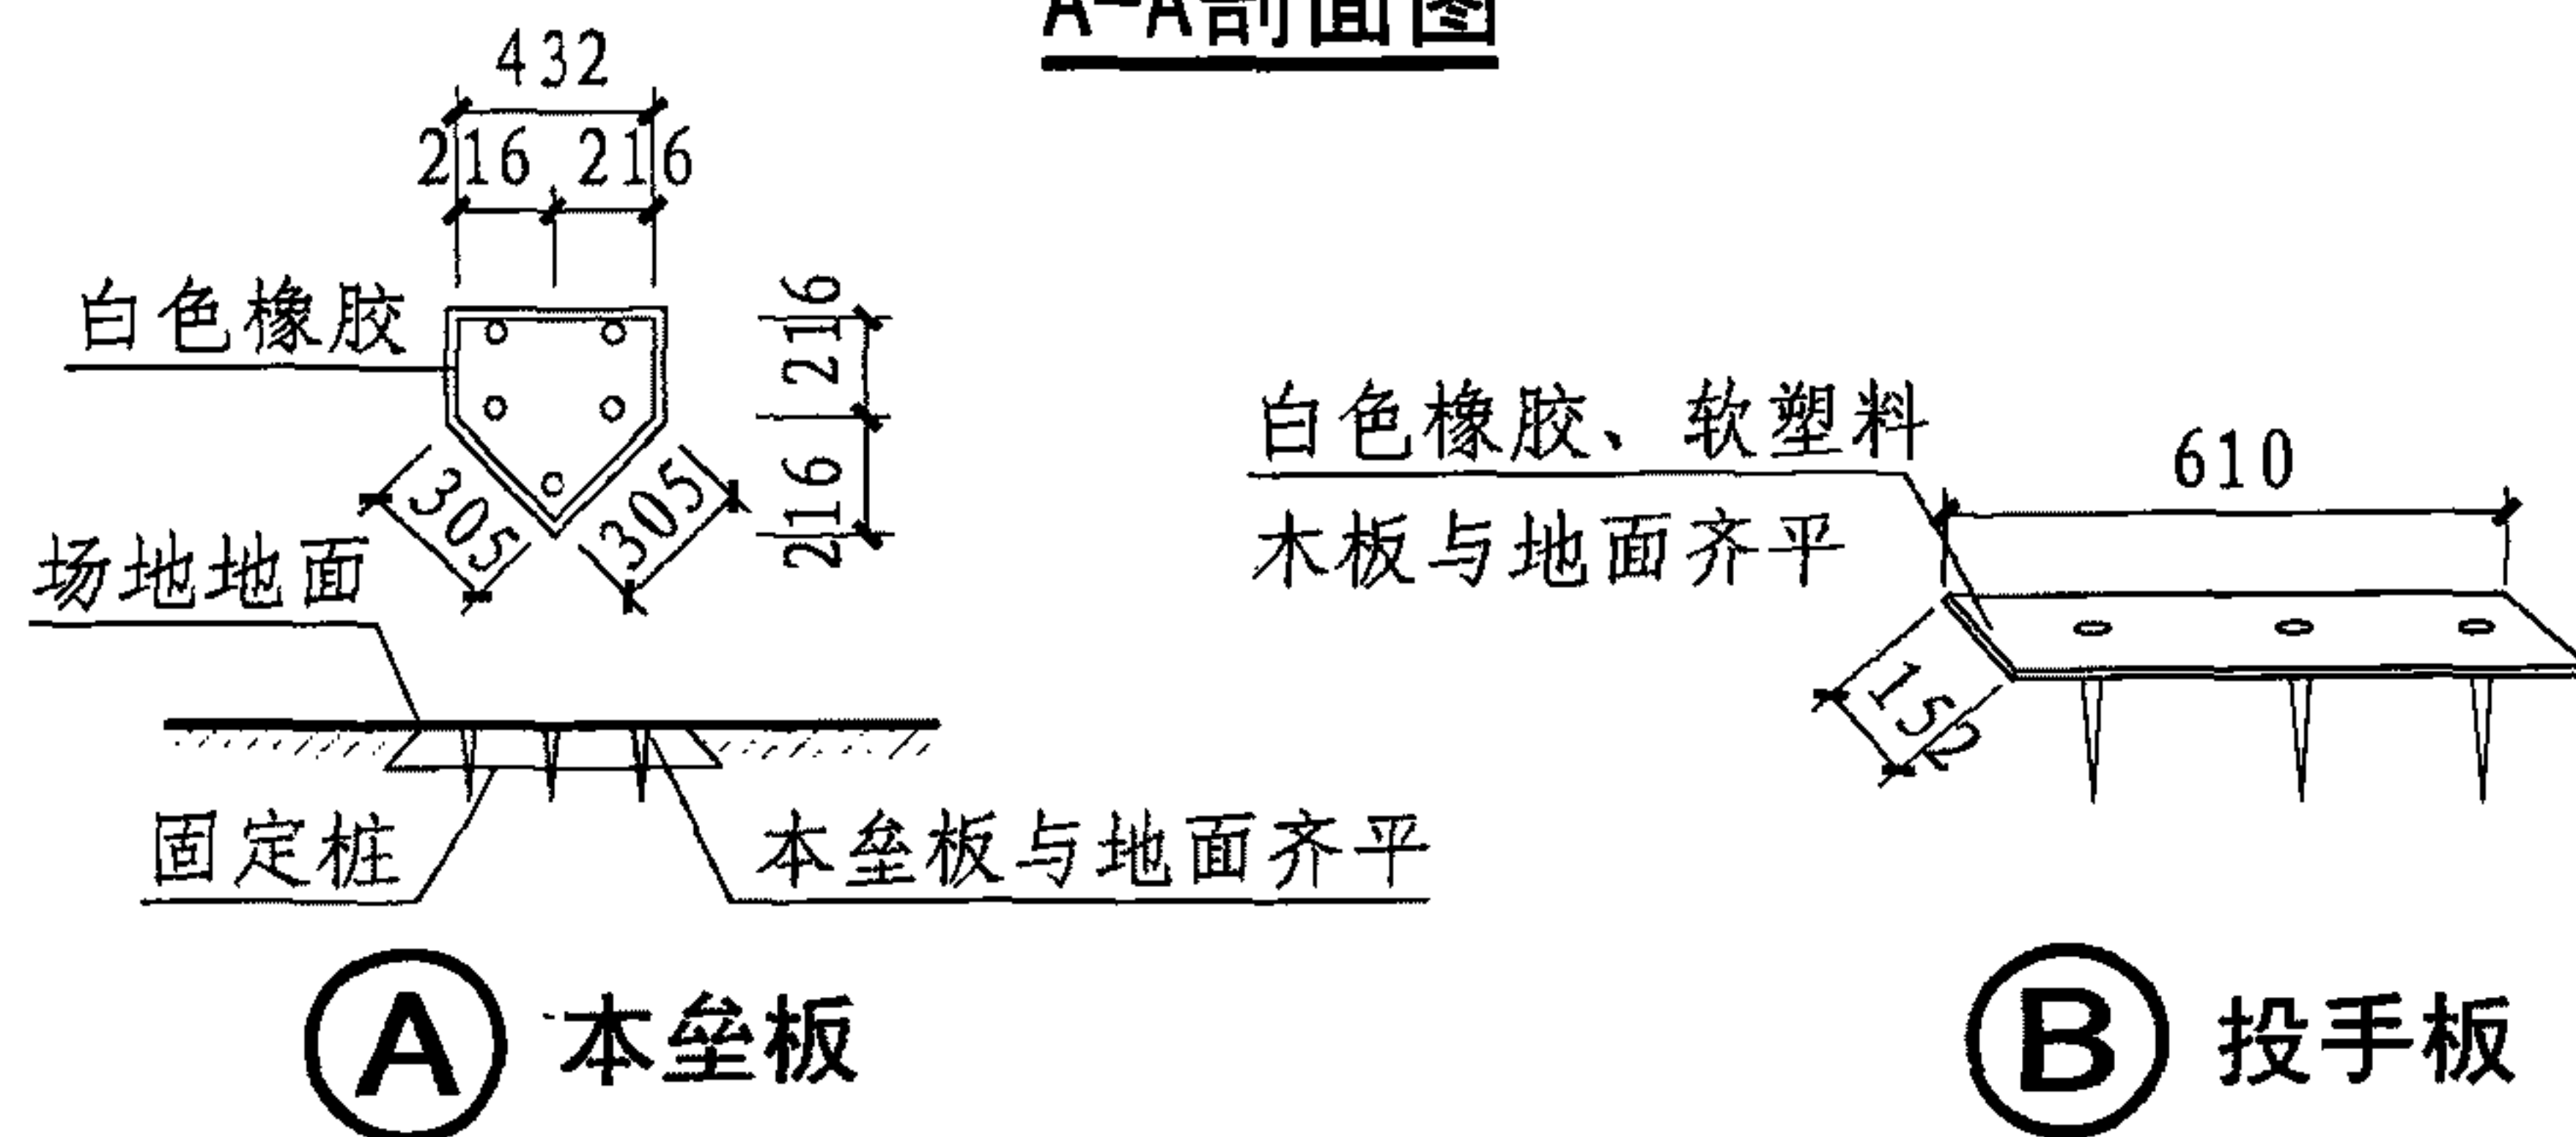 A-A剖面图
432
216 216
白色橡胶
216
216
305
305
场地地面
固定桩
本垒板与地面齐平
A 本垒板
白色橡胶、软塑料
木板与地面齐平
610
152
B 投手板